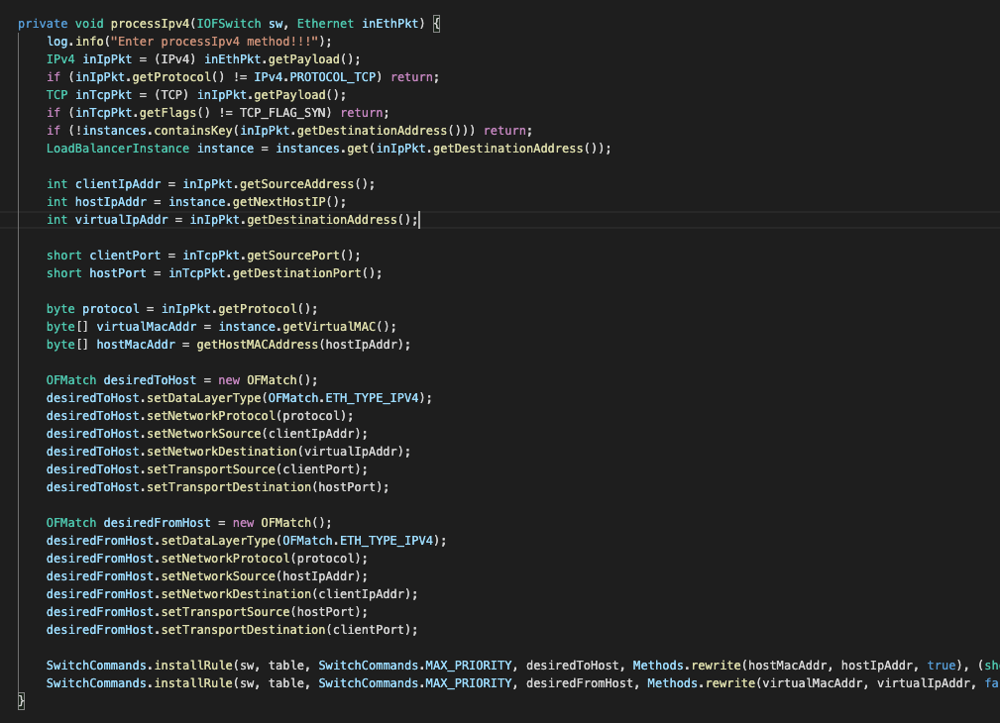 private void processIpv4(IOFSwitch sw, Ethernet inEthPkt) {
    log.info("Enter processIpv4 method!!!");
    IPv4 inIpPkt = (IPv4) inEthPkt.getPayload();
    if (inIpPkt.getProtocol() != IPv4.PROTOCOL_TCP) return;
    TCP inTcpPkt = (TCP) inIpPkt.getPayload();
    if (inTcpPkt.getFlags() != TCP_FLAG_SYN) return;
    if (!instances.containsKey(inIpPkt.getDestinationAddress())) return;
    LoadBalancerInstance instance = instances.get(inIpPkt.getDestinationAddress());

    int clientIpAddr = inIpPkt.getSourceAddress();
    int hostIpAddr = instance.getNextHostIP();
    int virtualIpAddr = inIpPkt.getDestinationAddress();

    short clientPort = inTcpPkt.getSourcePort();
    short hostPort = inTcpPkt.getDestinationPort();

    byte protocol = inIpPkt.getProtocol();
    byte[] virtualMacAddr = instance.getVirtualMAC();
    byte[] hostMacAddr = getHostMACAddress(hostIpAddr);

    OFMatch desiredToHost = new OFMatch();
    desiredToHost.setDataLayerType(OFMatch.ETH_TYPE_IPV4);
    desiredToHost.setNetworkProtocol(protocol);
    desiredToHost.setNetworkSource(clientIpAddr);
    desiredToHost.setNetworkDestination(virtualIpAddr);
    desiredToHost.setTransportSource(clientPort);
    desiredToHost.setTransportDestination(hostPort);

    OFMatch desiredFromHost = new OFMatch();
    desiredFromHost.setDataLayerType(OFMatch.ETH_TYPE_IPV4);
    desiredFromHost.setNetworkProtocol(protocol);
    desiredFromHost.setNetworkSource(hostIpAddr);
    desiredFromHost.setNetworkDestination(clientIpAddr);
    desiredFromHost.setTransportSource(hostPort);
    desiredFromHost.setTransportDestination(clientPort);

    SwitchCommands.installRule(sw, table, SwitchCommands.MAX_PRIORITY, desiredToHost, Methods.rewrite(hostMacAddr, hostIpAddr, true), (sh
    SwitchCommands.installRule(sw, table, SwitchCommands.MAX_PRIORITY, desiredFromHost, Methods.rewrite(virtualMacAddr, virtualIpAddr, fa
}